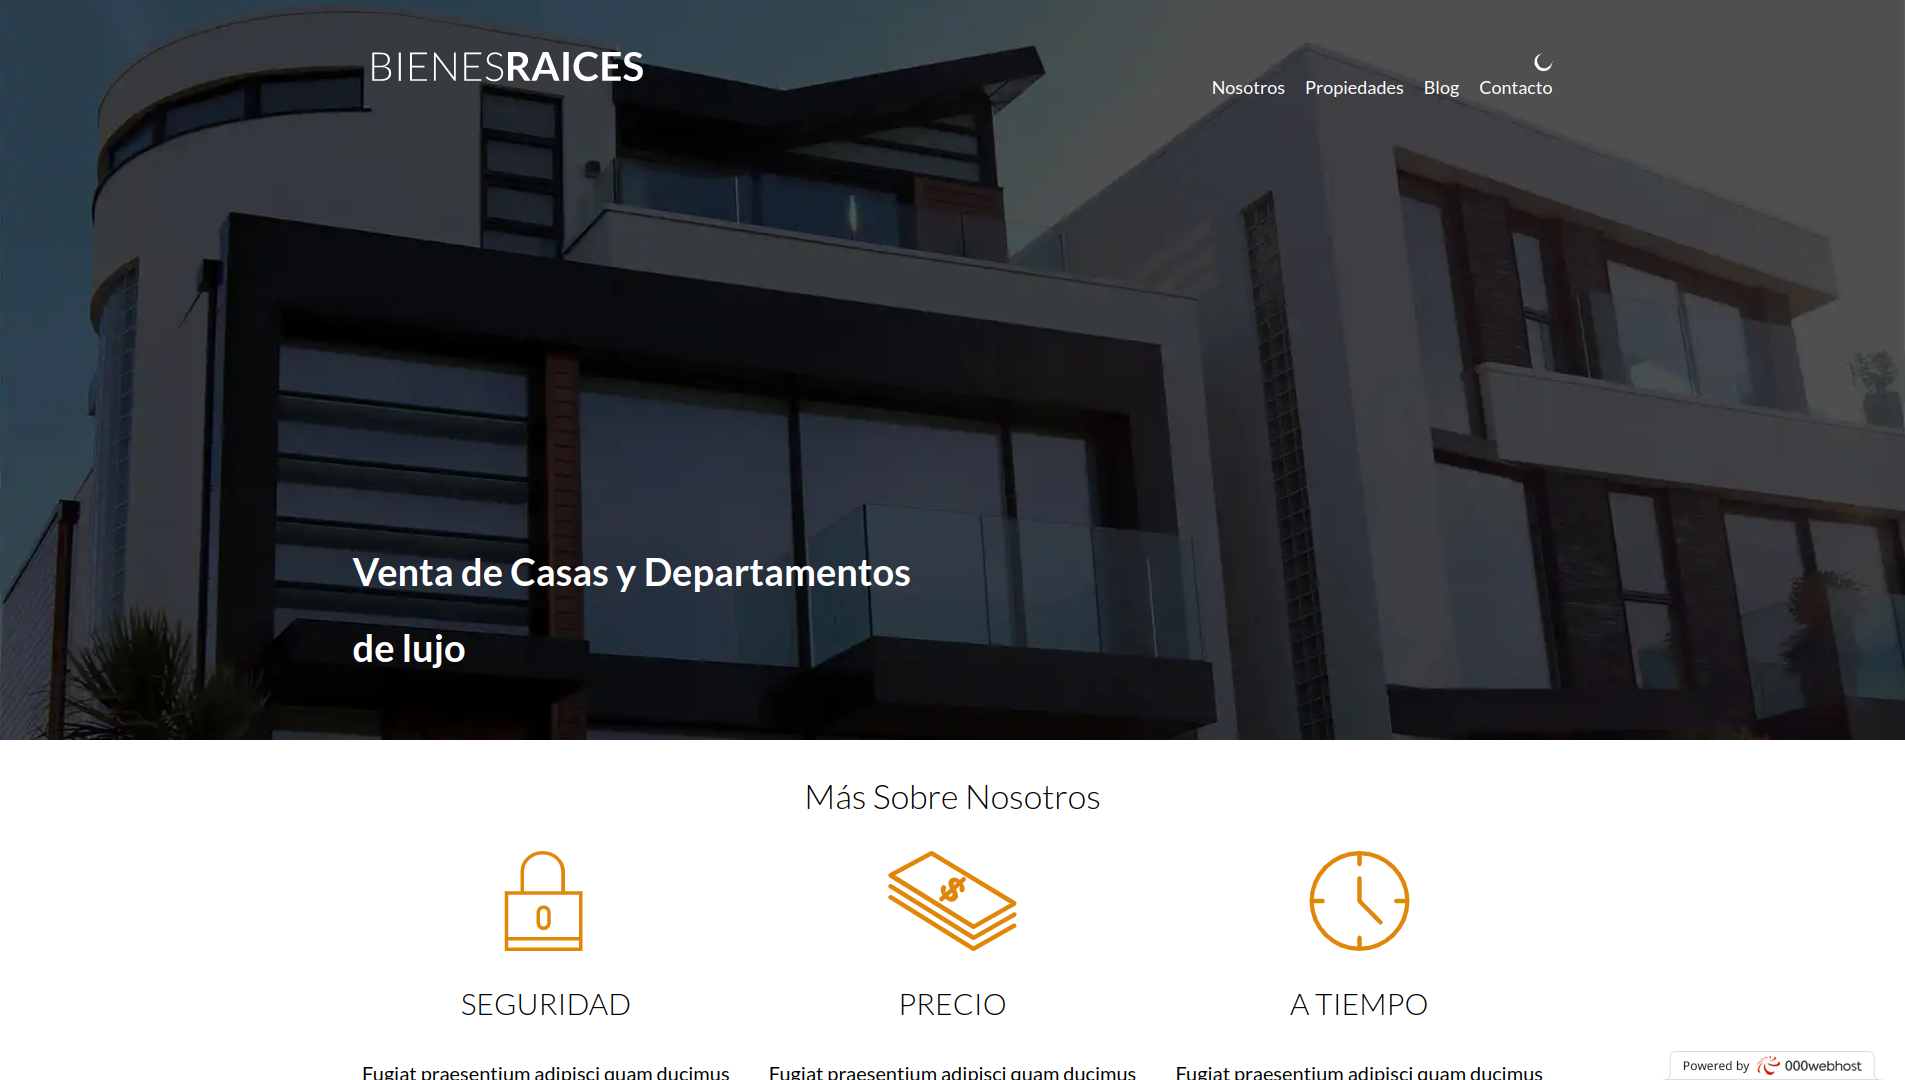 BIENESRAICES
Nosotros Propiedades Blog Contacto
Venta de Casas y Departamentos
de lujo
Más Sobre Nosotros
SEGURIDAD PRECIO A TIEMPO
Fugiat praesentium adipisci quam ducimus Fugiat praesentium adipisci quam ducimus Fugiat praesentium adipisci quam ducimus
Powered by 000webhost